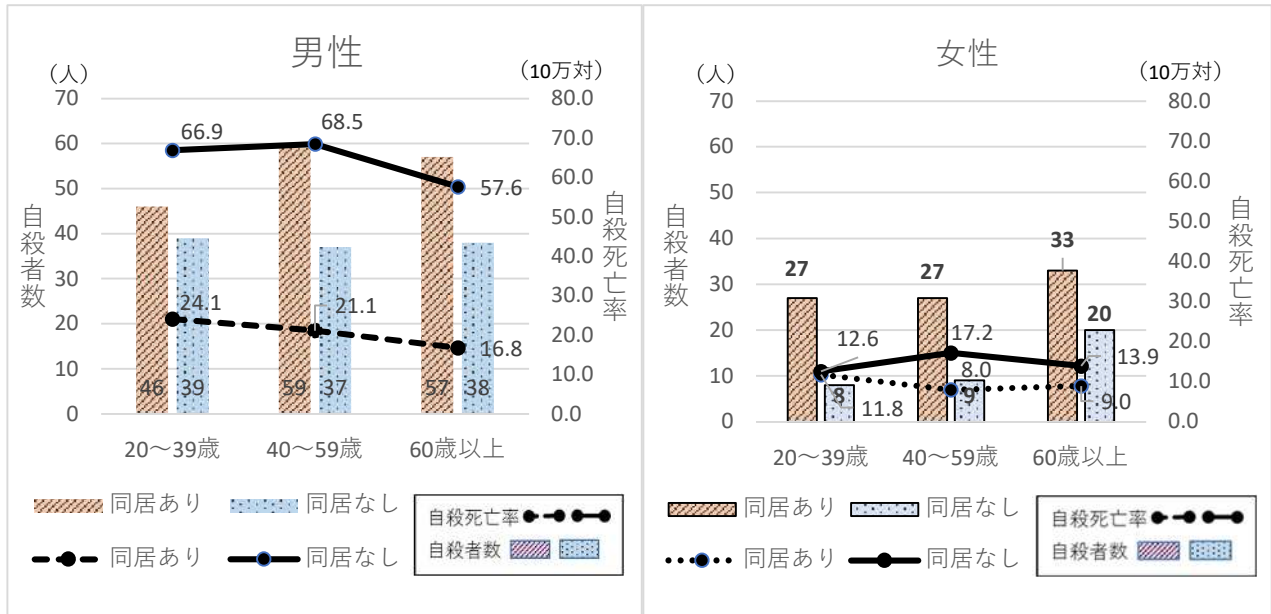 男性
(人)
(10万対)
70
60
50
40
30
20
10
0
80.0
70.0
60.0
50.0
40.0
30.0
20.0
10.0
0.0
自殺者数
自殺死亡率
66.9
68.5
57.6
24.1
21.1
16.8
46
39
59
37
57
38
20～39歳
40～59歳
60歳以上
同居あり
同居なし
同居あり
同居なし
自殺死亡率
自殺者数
女性
(人)
(10万対)
70
60
50
40
30
20
10
0
80.0
70.0
60.0
50.0
40.0
30.0
20.0
10.0
0.0
自殺者数
自殺死亡率
27
27
33
20
12.6
17.2
13.9
8
11.8
8.0
9
9.0
20～39歳
40～59歳
60歳以上
同居あり
同居なし
同居あり
同居なし
自殺死亡率
自殺者数